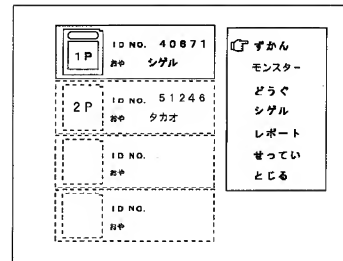 1P
ID NO. 40671
おや シゲル
2P
ID NO. 51246
おや タカオ
ID NO.
おや
ID NO.
おや
ずかん
モンスター
どうぐ
シゲル
レポート
せってい
とじる